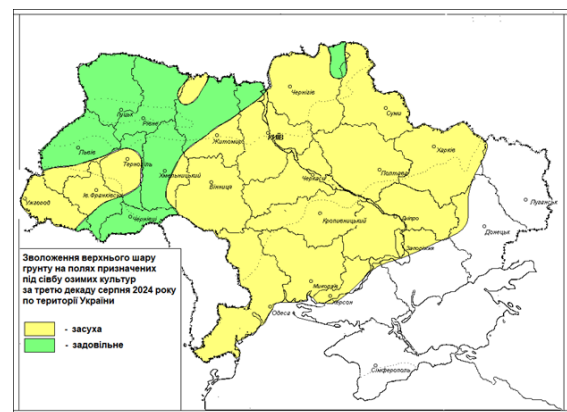 Чернігів
Суми
Луцьк
Рівне
Житомир
Київ
Харків
Львів
Тернопіль
Хмельницький
Полтава
Вінниця
Черкаси
Ужгород
Ів. Франківськ
Луганськ
Чернівці
Кропивницький
Дніпро
Донецьк
Запоріжжя
Миколаїв
Херсон
Одеса
Сімферополь
Зволоження верхнього шару
грунту на полях призначених
під сівбу озимих культур
за третю декаду серпня 2024 року
по території України
- засуха
- задовільне